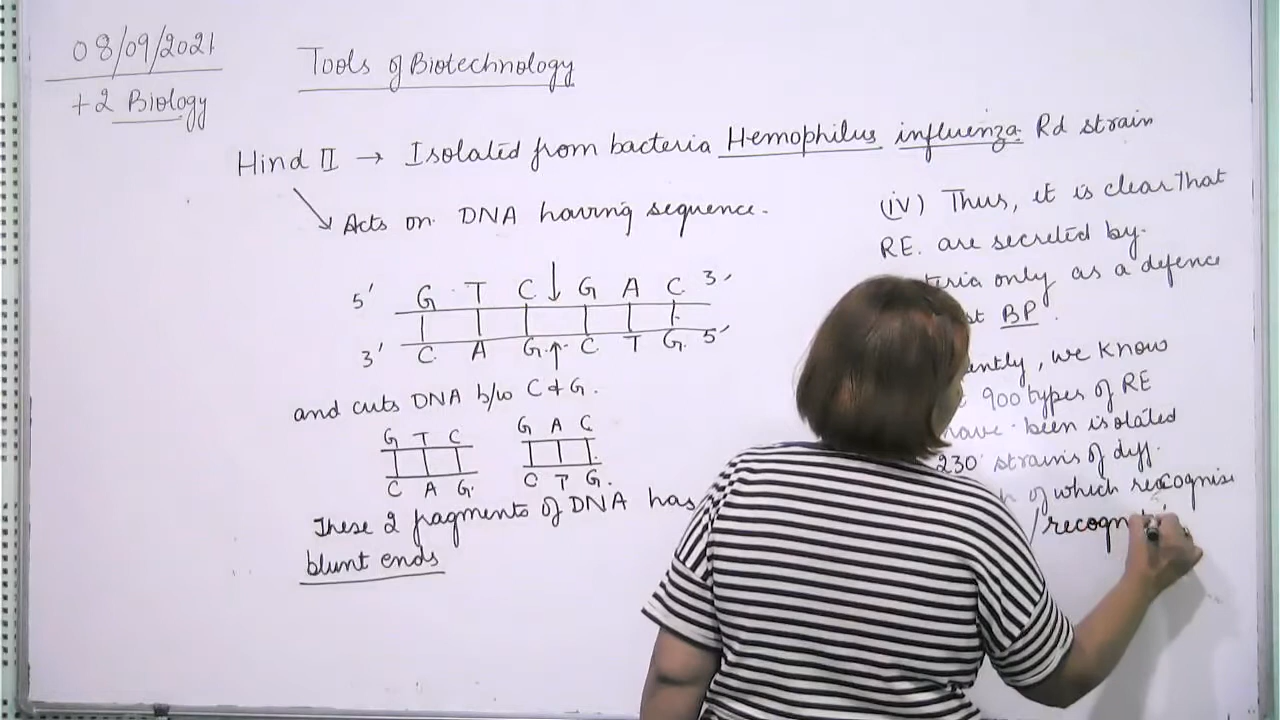 08/09/2021
+2 Biology
Tools of Biotechnology
Hind II → Isolated from bacteria Hemophilus influenza Rd strain
↘ Acts on DNA having sequence.
5' G T C ↓ G A C 3'
3' C A G ↑ C T G 5'
and cuts DNA b/w C & G.
G T C G A C
C A G C T G
These 2 fragments of DNA has
blunt ends
(iv) Thus, it is clear that
RE. are secreted by
only as a defence
BP.
, we know
900 types of RE
have been isolated
230 strains of diff.
of which recognise